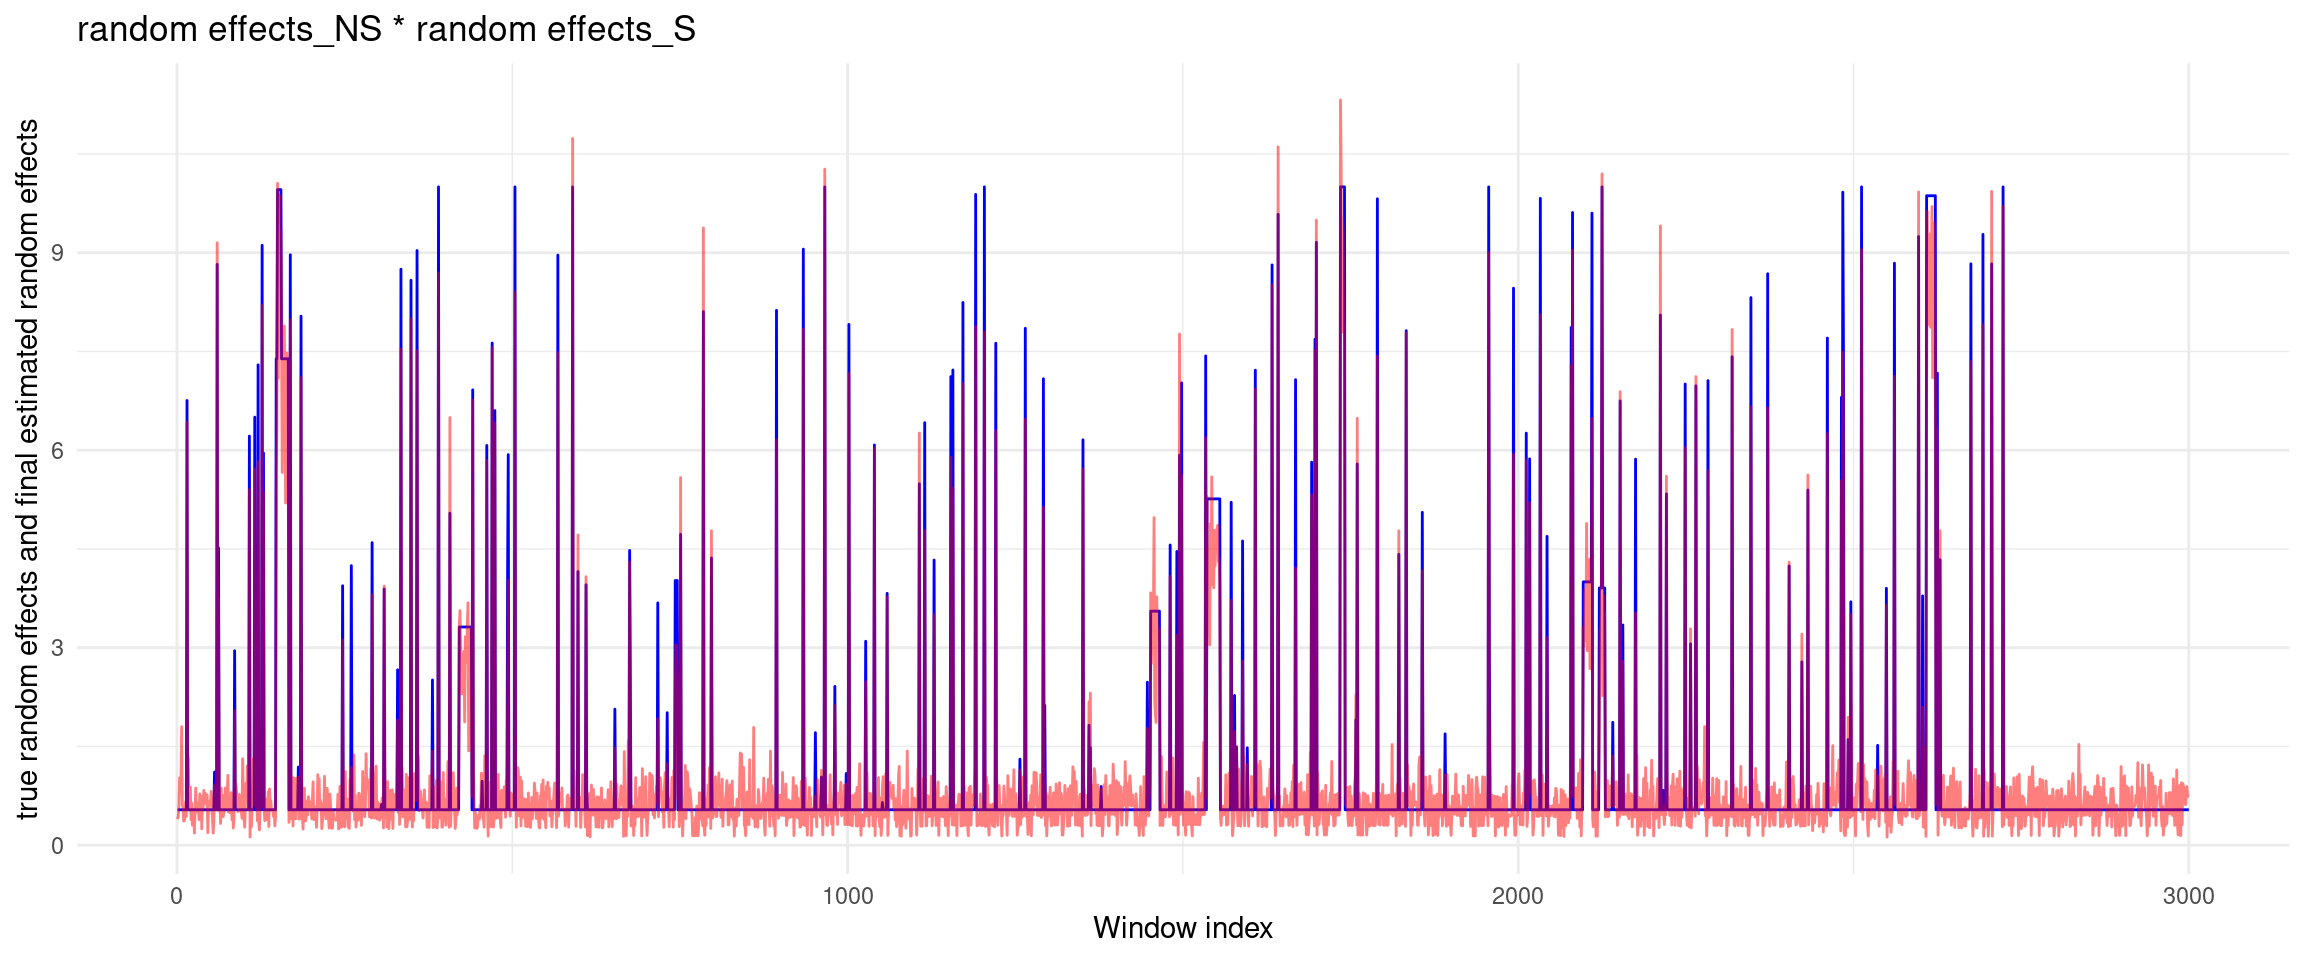 random effects_NS * random effects_S
true random effects and final estimated random effects
9
6
3
0
0
1000
2000
3000
Window index